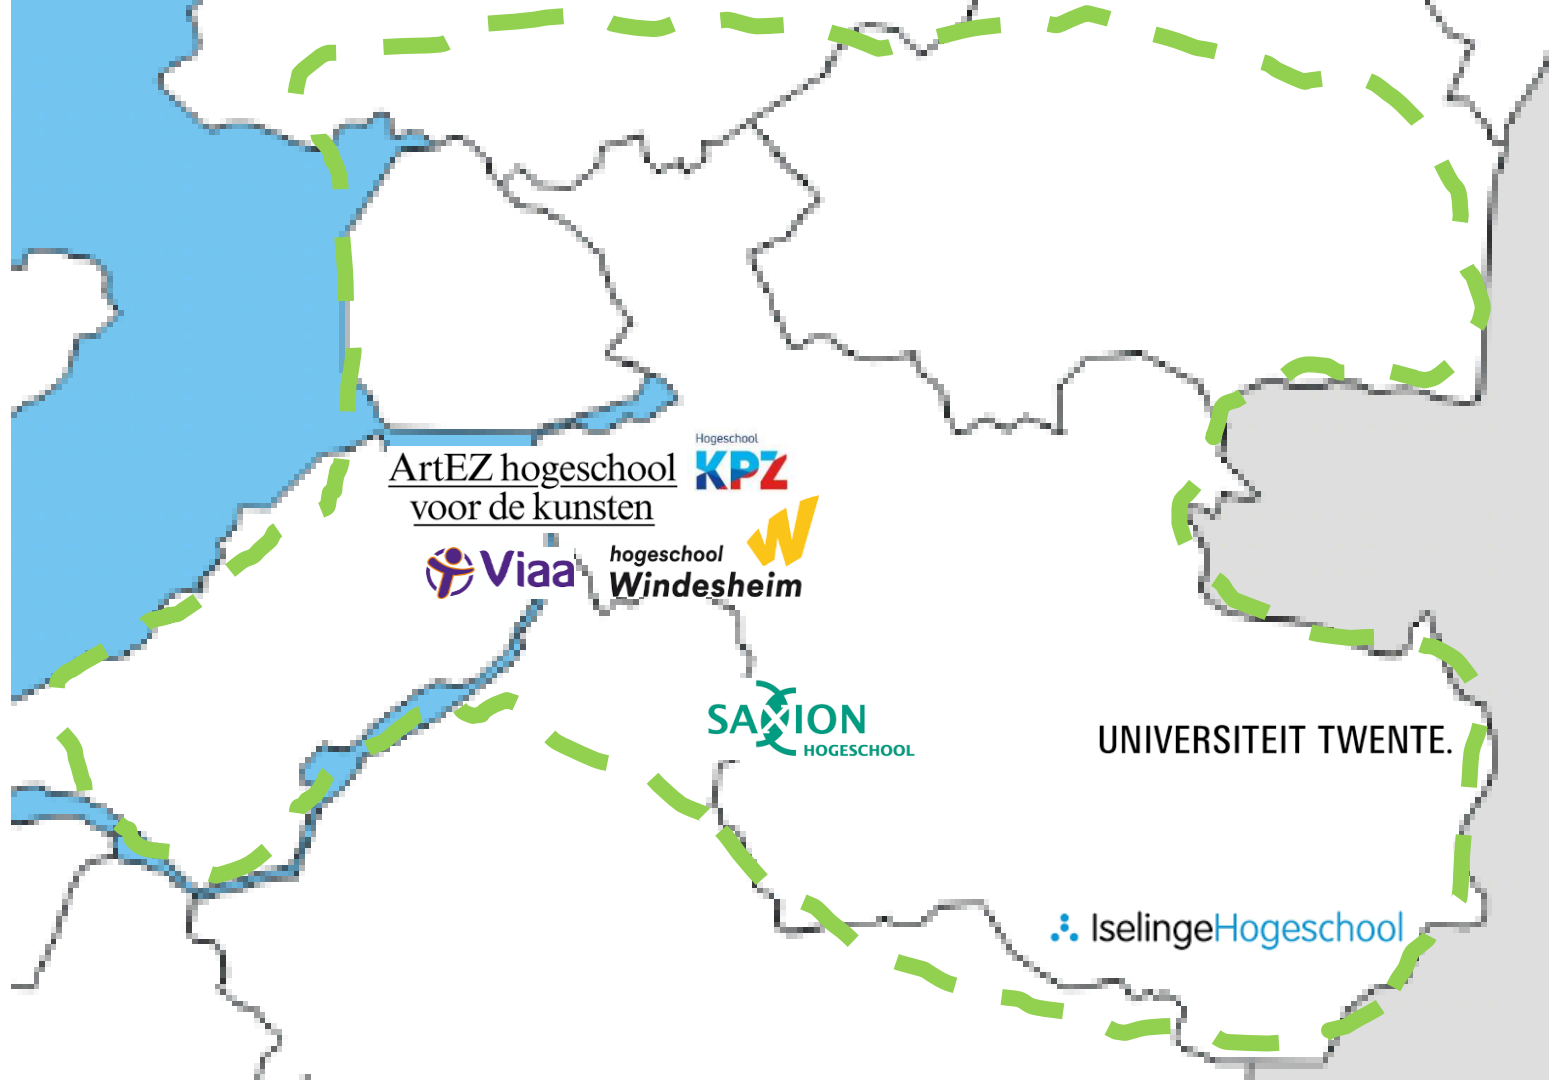 Hogeschool
KPZ
ArtEZ hogeschool
voor de kunsten
Viaa
hogeschool
Windesheim
SAXION
HOGESCHOOL
UNIVERSITEIT TWENTE.
IselingeHogeschool